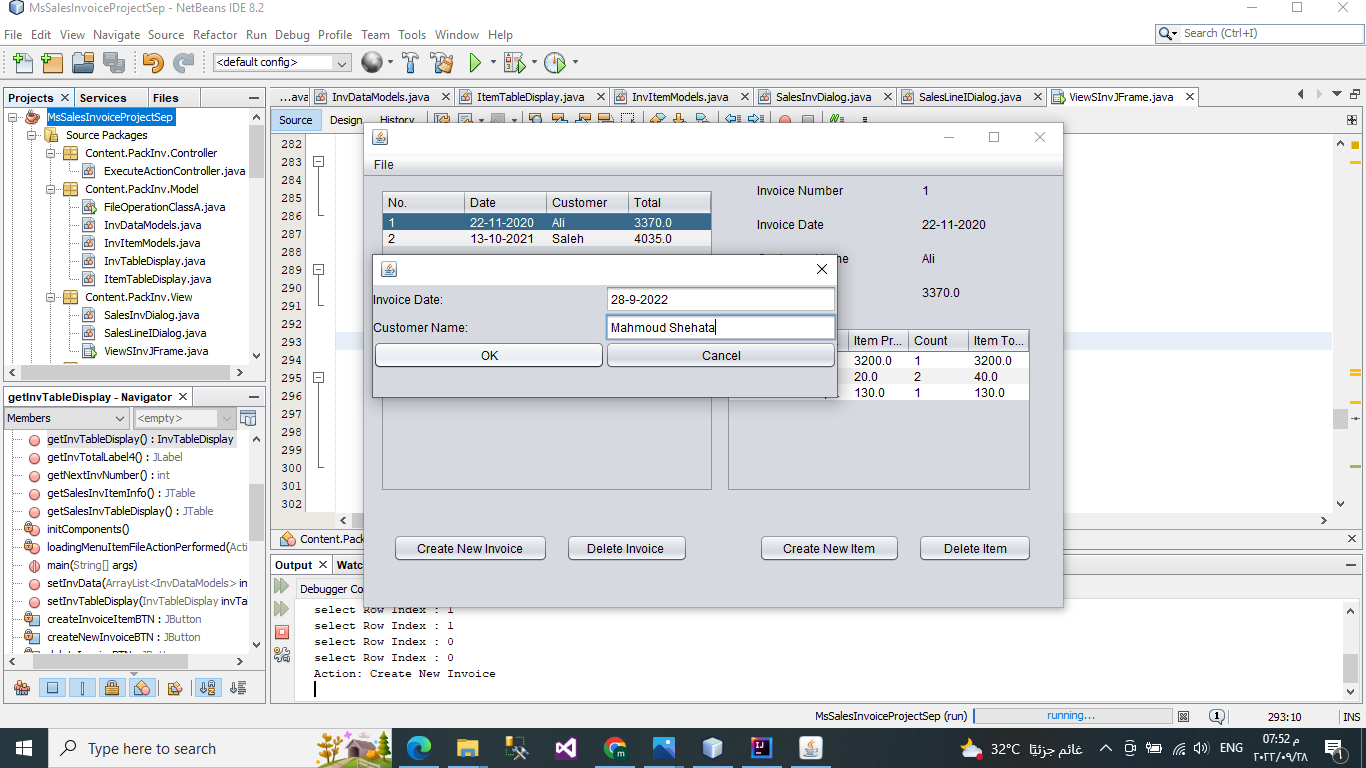 MsSalesInvoiceProjectSep - NetBeans IDE 8.2
File Edit View Navigate Source Refactor Run Debug Profile Team Tools Window Help
Search (Ctrl+I)
<default config>
Projects Services Files
...ava InvDataModels.java ItemTableDisplay.java InvItemModels.java SalesInvDialog.java SalesLineIDialog.java ViewSInvJFrame.java
Source Design History
MsSalesInvoiceProjectSep
Source Packages
Content.PackInv.Controller
ExecuteActionController.java
Content.PackInv.Model
FileOperationClassA.java
InvDataModels.java
InvItemModels.java
InvTableDisplay.java
ItemTableDisplay.java
Content.PackInv.View
SalesInvDialog.java
SalesLineIDialog.java
ViewSInvJFrame.java
getInvTableDisplay() - Navigator
Members <empty>
getInvTableDisplay() : InvTableDisplay
getInvTotalLabel4() : JLabel
getNextInvNumber() : int
getSalesInvItemInfo() : JTable
getSalesInvTableDisplay() : JTable
initComponents()
loadingMenuItemFileActionPerformed(Acti
main(String[] args)
setInvData(ArrayList<InvDataModels> in
setInvTableDisplay(InvTableDisplay invTa
createInvoiceItemBTN : JButton
createNewInvoiceBTN : JButton
282
283
284
285
286
287
288
289
290
291
292
293
294
295
296
297
298
299
300
301
302
File
No. Date Customer Total
1 22-11-2020 Ali 3370.0
2 13-10-2021 Saleh 4035.0
Invoice Number 1
Invoice Date 22-11-2020
Ali
3370.0
Invoice Date: 28-9-2022
Customer Name: Mahmoud Shehata
OK Cancel
Item Pr... Count Item To...
3200.0 1 3200.0
20.0 2 40.0
130.0 1 130.0
Create New Invoice Delete Invoice Create New Item Delete Item
Content.Pack
Output Watc
Debugger Co
select Row Index : 1
select Row Index : 1
select Row Index : 0
select Row Index : 0
Action: Create New Invoice
MsSalesInvoiceProjectSep (run) running... 1 293:10 INS
Type here to search
32°C غائم جزئيًا ENG
٠٧:٥٢ م
٢٠٢٢/٠٩/٢٨
1